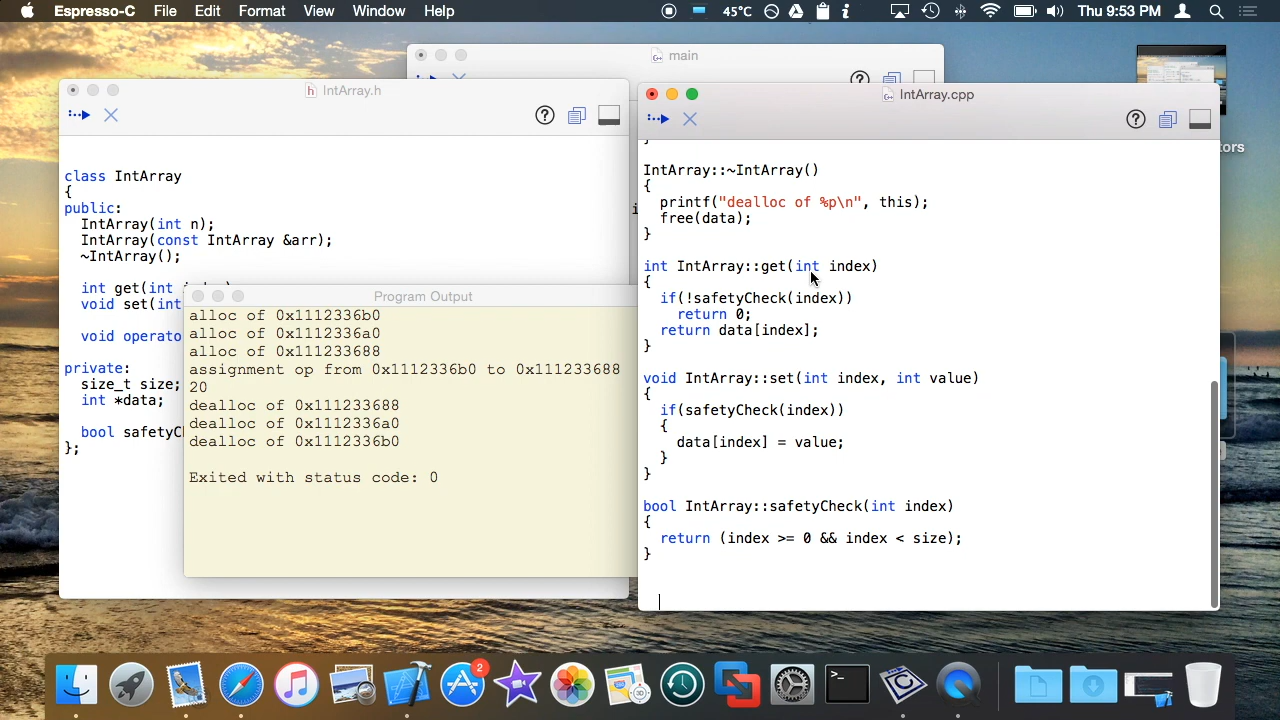 Espresso-C File Edit Format View Window Help 45°C Thu 9:53 PM
main
IntArray.h
IntArray.cpp
class IntArray
{
public:
IntArray(int n);
IntArray(const IntArray &arr);
~IntArray();
int get(int
void set(int
void operato
private:
size_t size;
int *data;
bool safetyC
};
Program Output
alloc of 0x1112336b0
alloc of 0x1112336a0
alloc of 0x111233688
assignment op from 0x1112336b0 to 0x111233688
20
dealloc of 0x111233688
dealloc of 0x1112336a0
dealloc of 0x1112336b0
Exited with status code: 0
}
IntArray::~IntArray()
{
printf("dealloc of %p\n", this);
free(data);
}
int IntArray::get(int index)
{
if(!safetyCheck(index))
return 0;
return data[index];
}
void IntArray::set(int index, int value)
{
if(safetyCheck(index))
{
data[index] = value;
}
}
bool IntArray::safetyCheck(int index)
{
return (index >= 0 && index < size);
}
tors
2